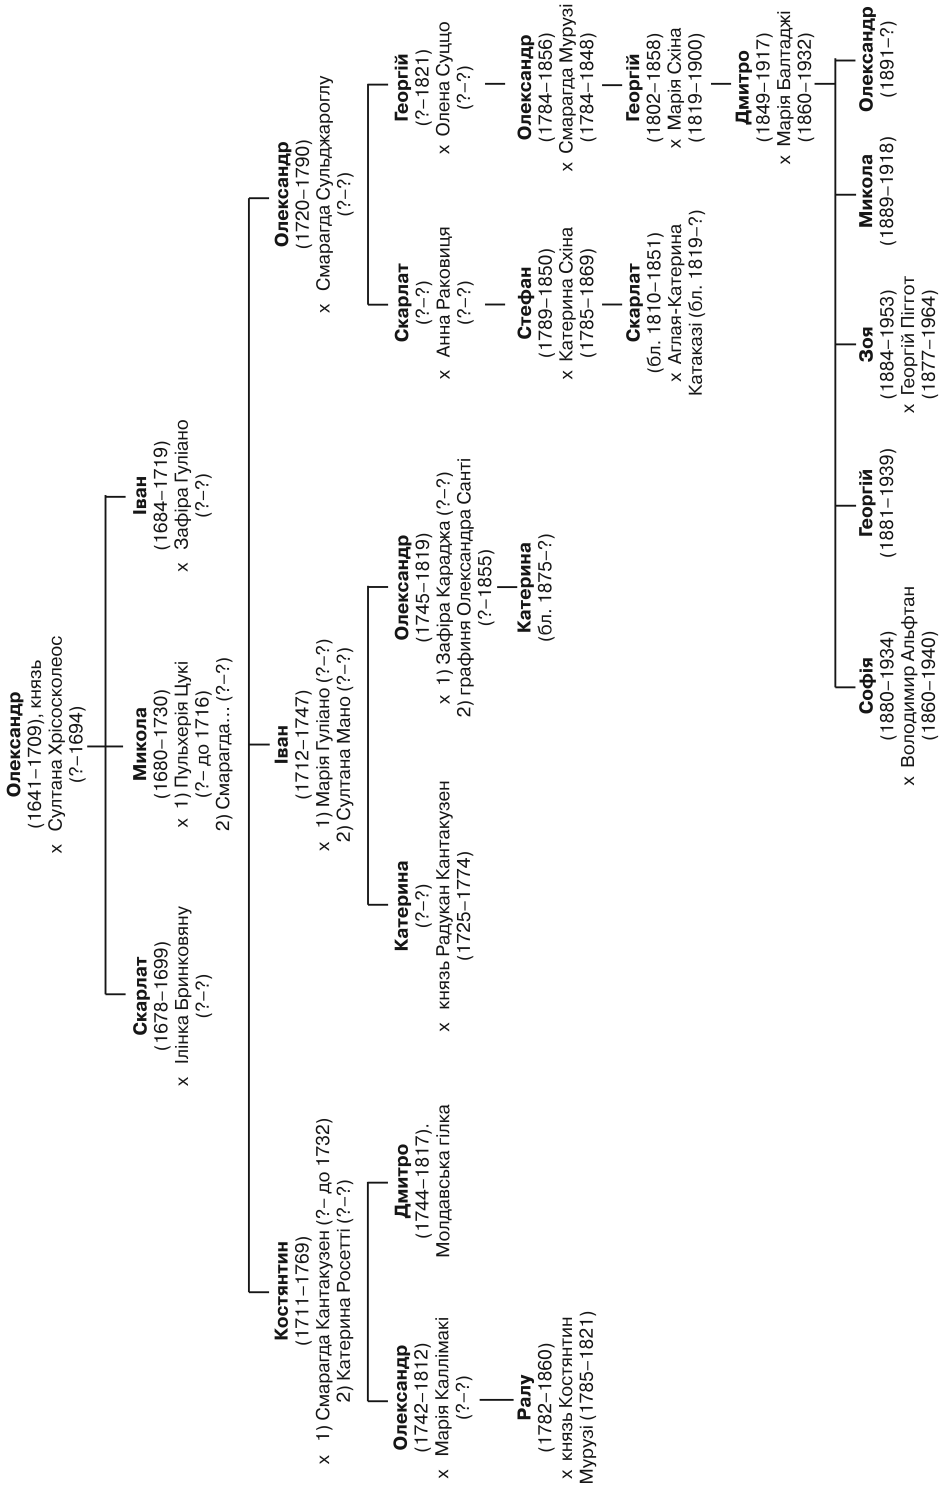 Олександр
(1641–1709), князь
х Султана Хрісосколеос
(?–1694)
Скарлат
(1678–1699)
х Ілінка Бринковяну
(?–?)
Микола
(1680–1730)
х 1) Пульхерія Цукі
(?– до 1716)
2) Смарагда... (?–?)
Іван
(1684–1719)
х Зафіра Гуліано
(?–?)
Костянтин
(1711–1769)
х 1) Смарагда Кантакузен (?– до 1732)
2) Катерина Росетті (?–?)
Іван
(1712–1747)
х 1) Марія Гуліано (?–?)
2) Султана Мано (?–?)
Олександр
(1720–1790)
х Смарагда Сульджароглу
(?–?)
Олександр
(1742–1812)
х Марія Каллімакі
(?–?)
Дмитро
(1744–1817).
Молдавська гілка
Катерина
(?–?)
х князь Радукан Кантакузен
(1725–1774)
Олександр
(1745–1819)
х 1) Зафіра Караджа (?–?)
2) графиня Олександра Санті
(?–1855)
Скарлат
(?–?)
х Анна Раковиця
(?–?)
Георгій
(?–1821)
х Олена Суццо
(?–?)
Ралу
(1782–1860)
х князь Костянтин
Мурузі (1785–1821)
Катерина
(бл. 1875–?)
Стефан
(1789–1850)
х Катерина Схіна
(1785–1869)
Олександр
(1784–1856)
х Смарагда Мурузі
(1784–1848)
Скарлат
(бл. 1810–1851)
х Аглая-Катерина
Катаказі (бл. 1819–?)
Георгій
(1802–1858)
х Марія Схіна
(1819–1900)
Дмитро
(1849–1917)
х Марія Балтаджі
(1860–1932)
Софія
(1880–1934)
х Володимир Альфтан
(1860–1940)
Георгій
(1881–1939)
Зоя
(1884–1953)
х Георгій Піггот
(1877–1964)
Микола
(1889–1918)
Олександр
(1891–?)